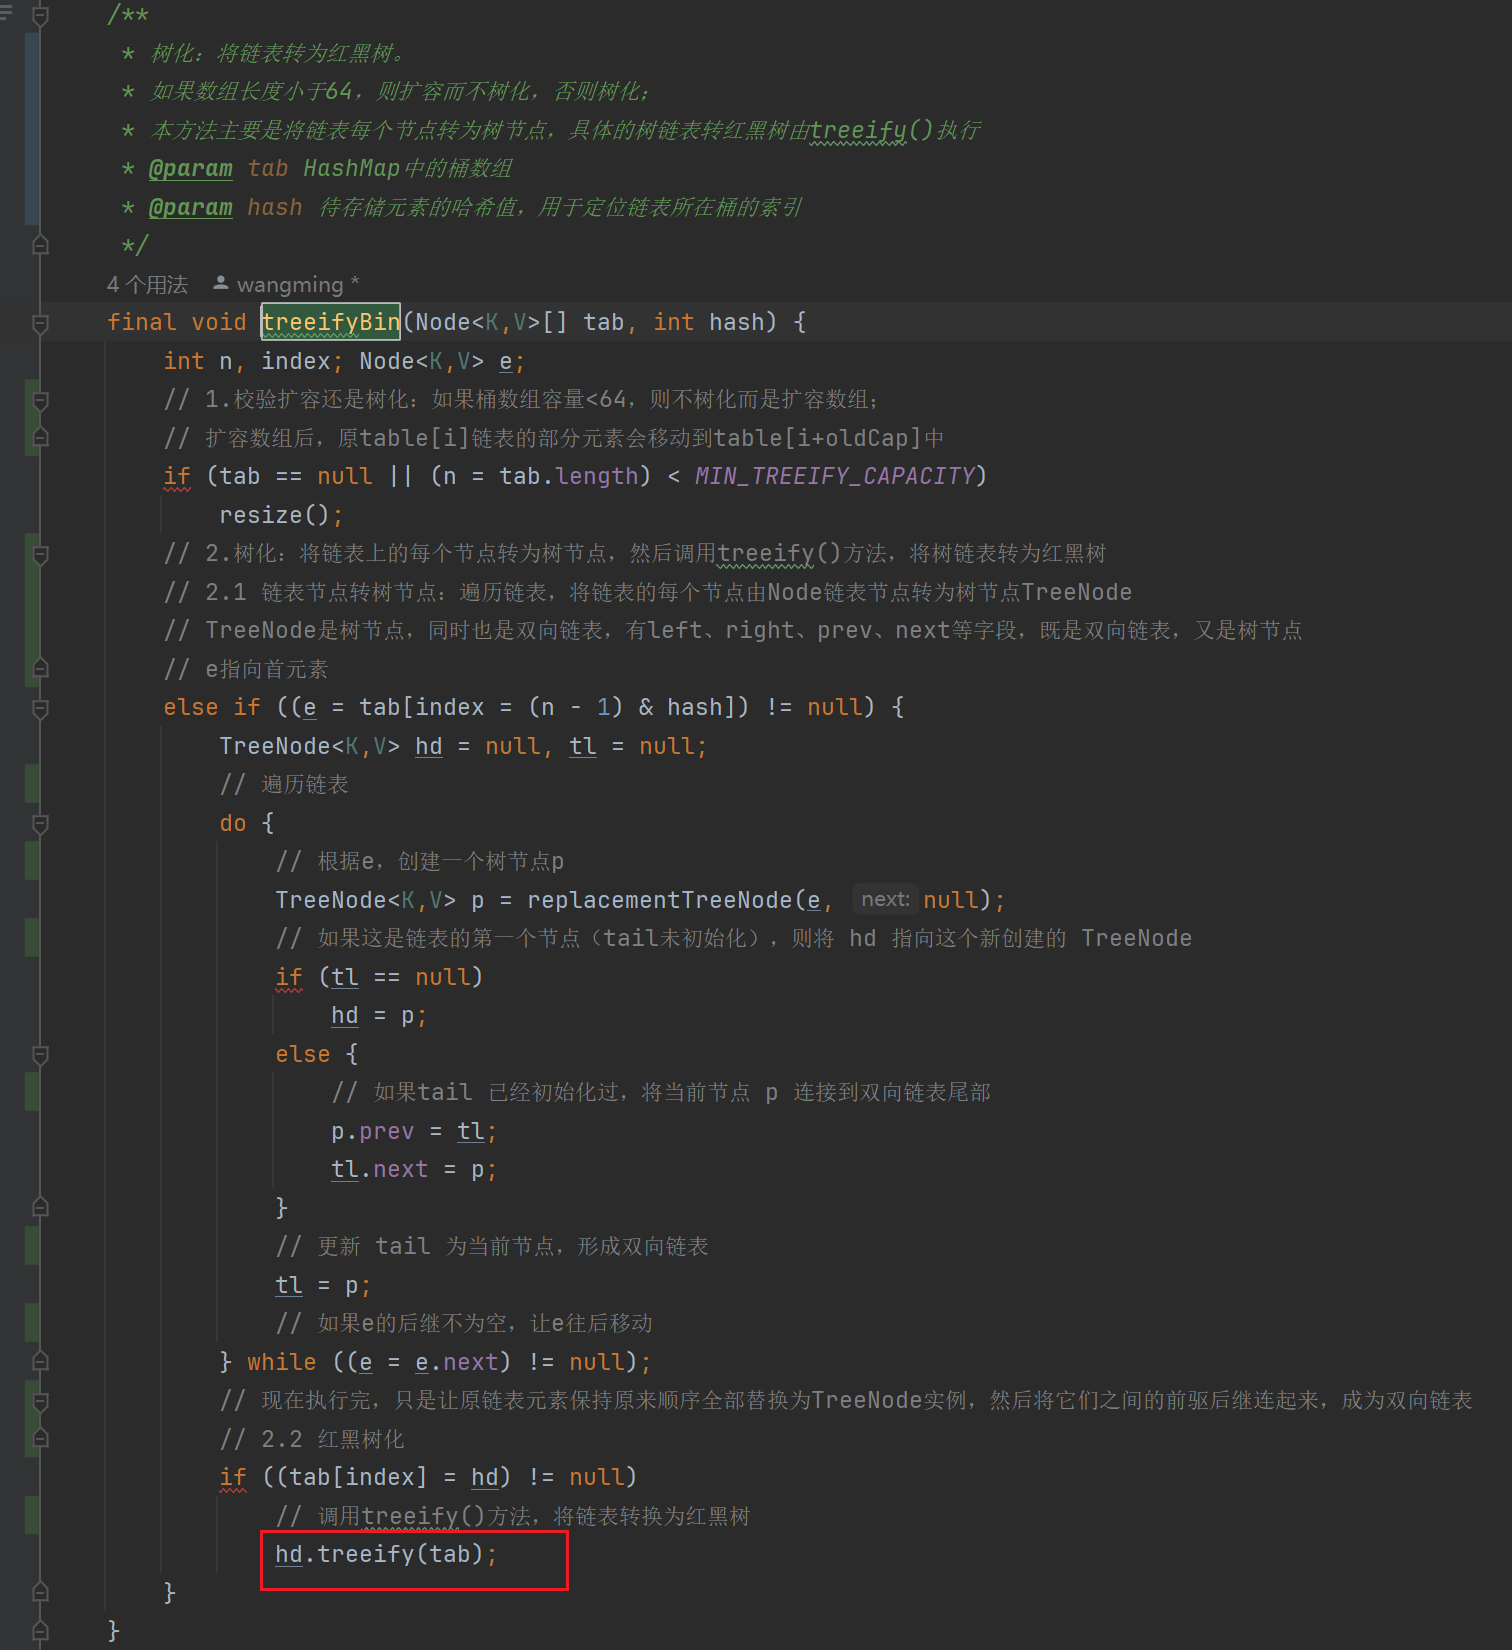 /**
* 树化：将链表转为红黑树。
* 如果数组长度小于64，则扩容而不树化，否则树化；
* 本方法主要是将链表每个节点转为树节点，具体的树链表转红黑树由treeify()执行
* @param tab HashMap中的桶数组
* @param hash 待存储元素的哈希值，用于定位链表所在桶的索引
*/
4 个用法 wangming *
final void treeifyBin(Node<K,V>[] tab, int hash) {
int n, index; Node<K,V> e;
// 1.校验扩容还是树化：如果桶数组容量<64，则不树化而是扩容数组；
// 扩容数组后，原table[i]链表的部分元素会移动到table[i+oldCap]中
if (tab == null || (n = tab.length) < MIN_TREEIFY_CAPACITY)
resize();
// 2.树化：将链表上的每个节点转为树节点，然后调用treeify()方法，将树链表转为红黑树
// 2.1 链表节点转树节点：遍历链表，将链表的每个节点由Node链表节点转为树节点TreeNode
// TreeNode是树节点，同时也是双向链表，有left、right、prev、next等字段，既是双向链表，又是树节点
// e指向首元素
else if ((e = tab[index = (n - 1) & hash]) != null) {
TreeNode<K,V> hd = null, tl = null;
// 遍历链表
do {
// 根据e，创建一个树节点p
TreeNode<K,V> p = replacementTreeNode(e, next: null);
// 如果这是链表的第一个节点（tail未初始化），则将 hd 指向这个新创建的 TreeNode
if (tl == null)
hd = p;
else {
// 如果tail 已经初始化过，将当前节点 p 连接到双向链表尾部
p.prev = tl;
tl.next = p;
}
// 更新 tail 为当前节点，形成双向链表
tl = p;
// 如果e的后继不为空，让e往后移动
} while ((e = e.next) != null);
// 现在执行完，只是让原链表元素保持原来顺序全部替换为TreeNode实例，然后将它们之间的前驱后继连起来，成为双向链表
// 2.2 红黑树化
if ((tab[index] = hd) != null)
// 调用treeify()方法，将链表转换为红黑树
hd.treeify(tab);
}
}